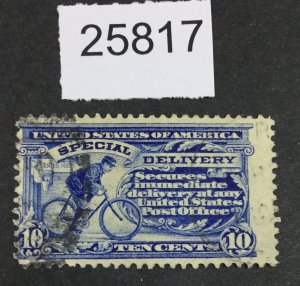 25817
UNITED STATES OF AMERICA
SPECIAL DELIVERY
Secures
immediate
delivery at any
United States
Post Office
10 TEN CENTS 10